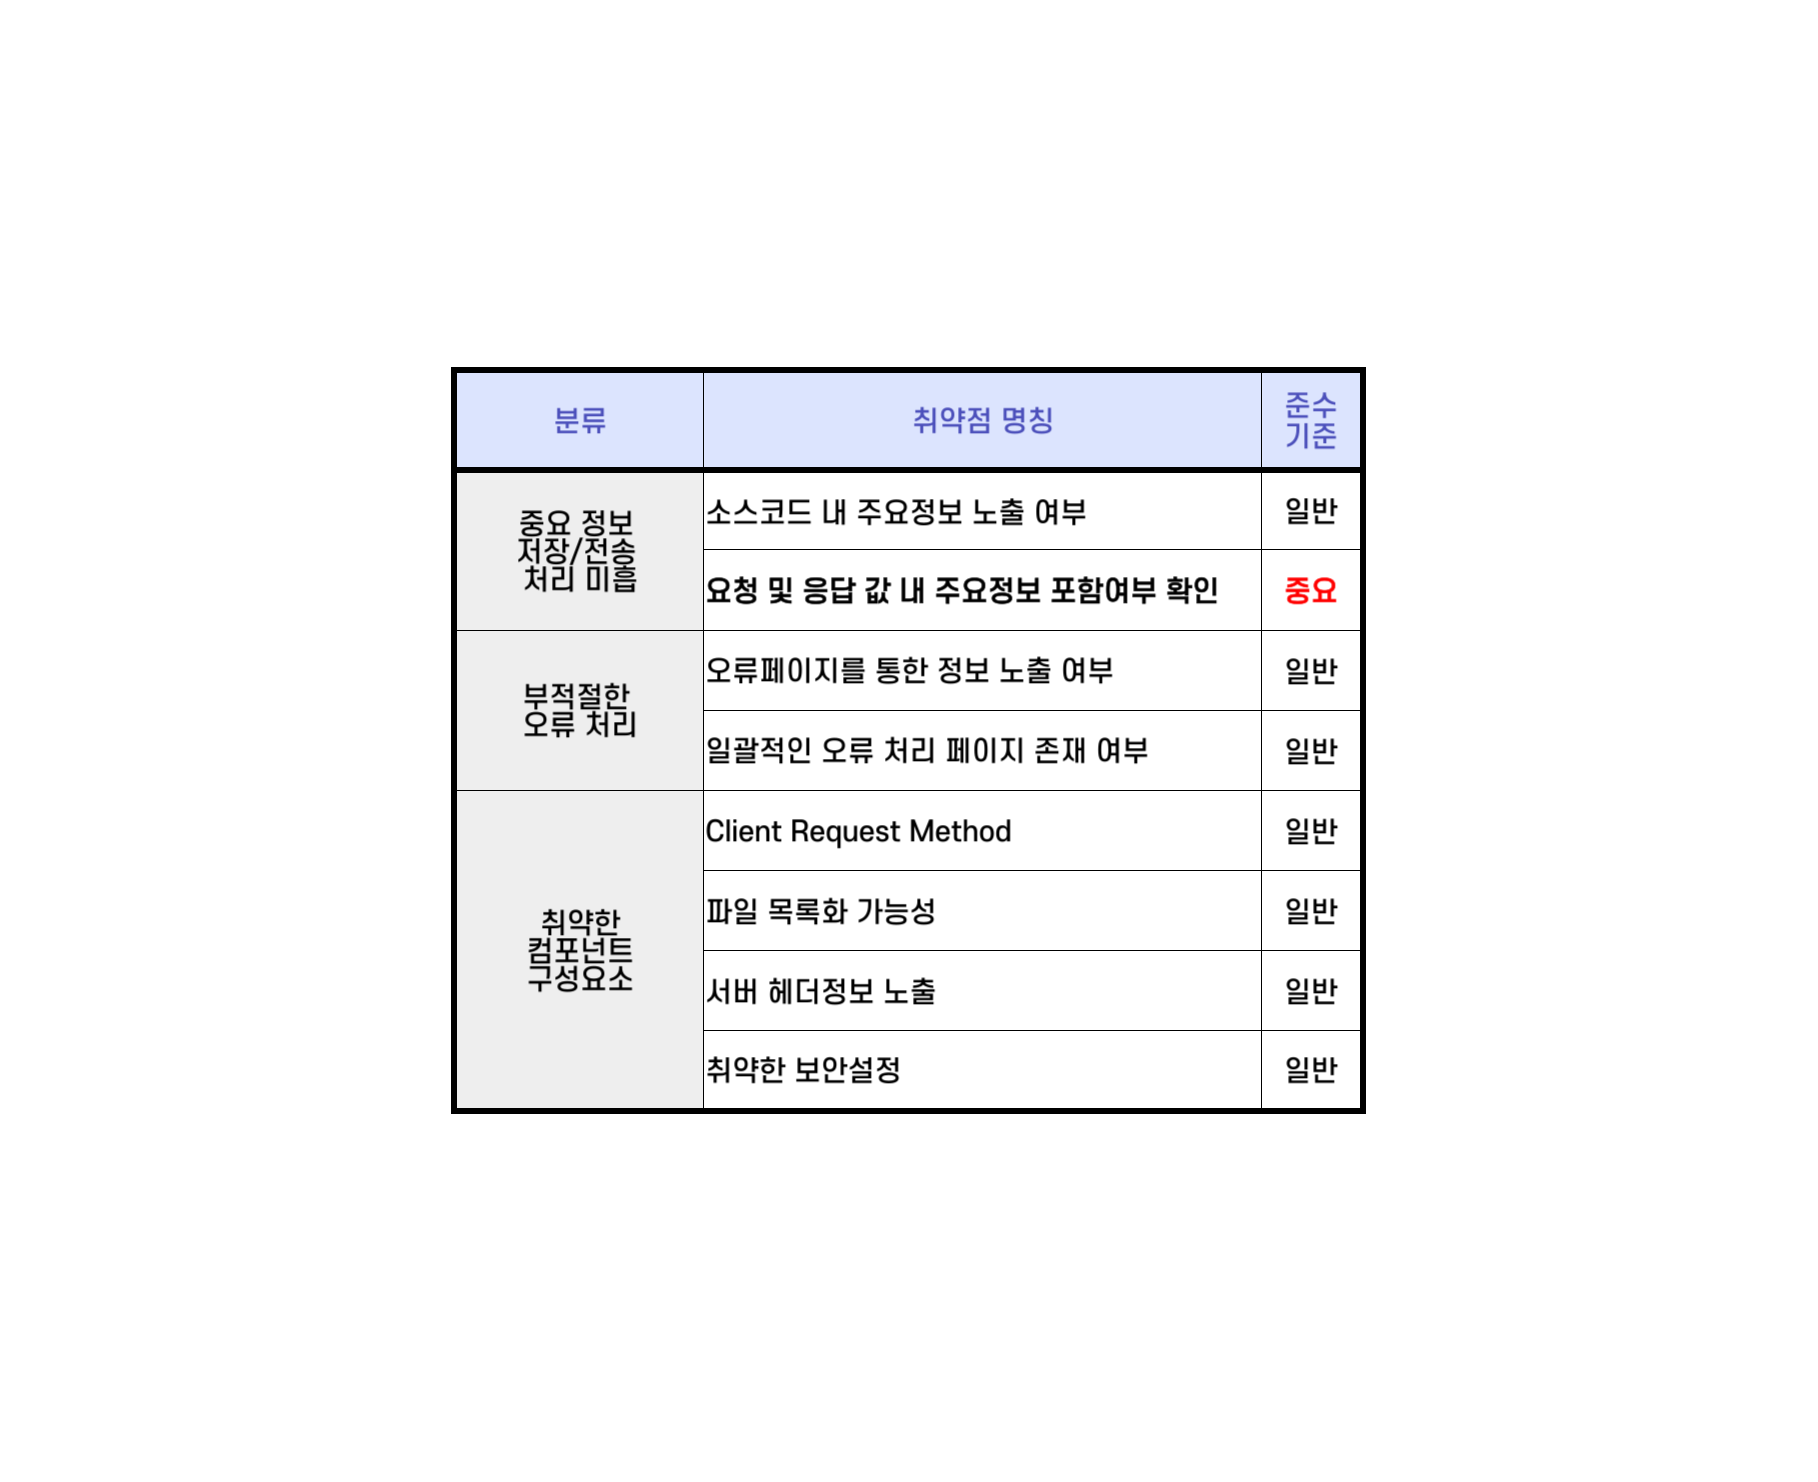 분류
취약점 명칭
준수
기준
중요 정보
저장/전송
처리 미흡
소스코드 내 주요정보 노출 여부
일반
요청 및 응답 값 내 주요정보 포함여부 확인
중요
부적절한
오류 처리
오류페이지를 통한 정보 노출 여부
일반
일괄적인 오류 처리 페이지 존재 여부
일반
취약한
컴포넌트
구성요소
Client Request Method
일반
파일 목록화 가능성
일반
서버 헤더정보 노출
일반
취약한 보안설정
일반